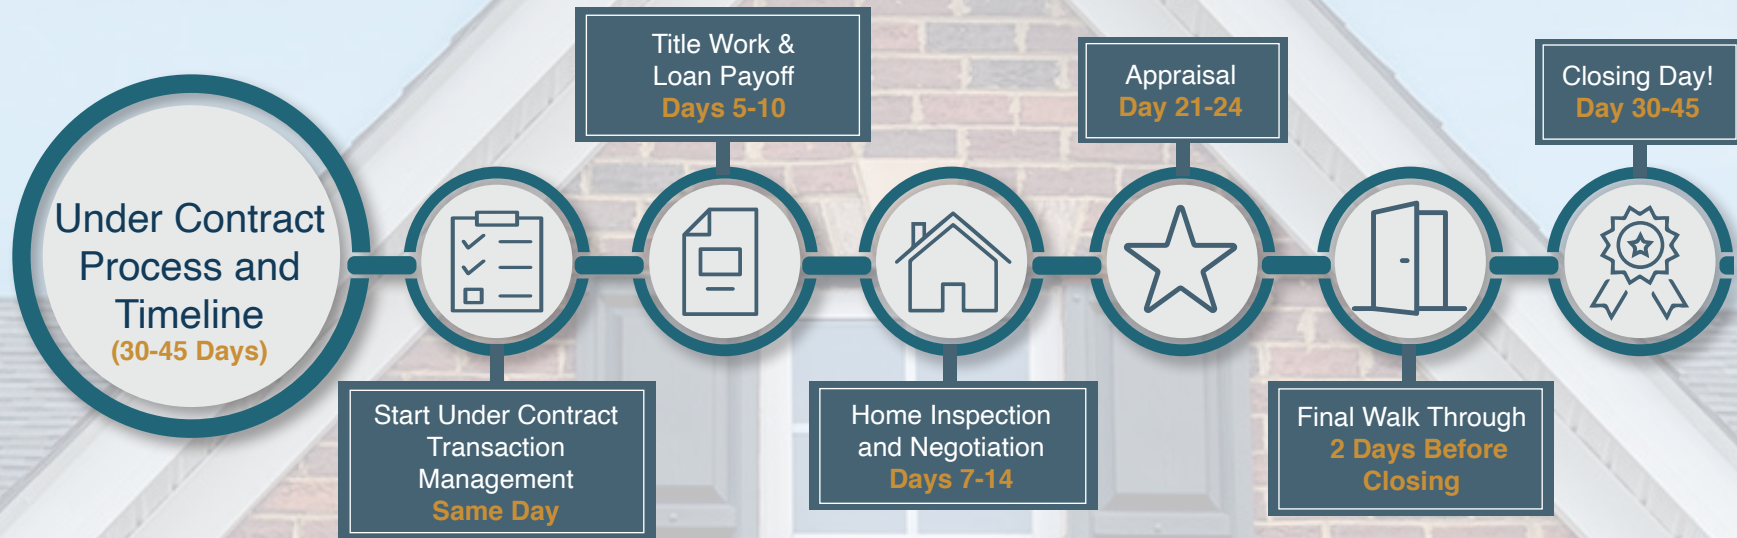 Under Contract
Process and
Timeline
(30-45 Days)
Start Under Contract
Transaction
Management
Same Day
Title Work &
Loan Payoff
Days 5-10
Home Inspection
and Negotiation
Days 7-14
Appraisal
Day 21-24
Final Walk Through
2 Days Before
Closing
Closing Day!
Day 30-45